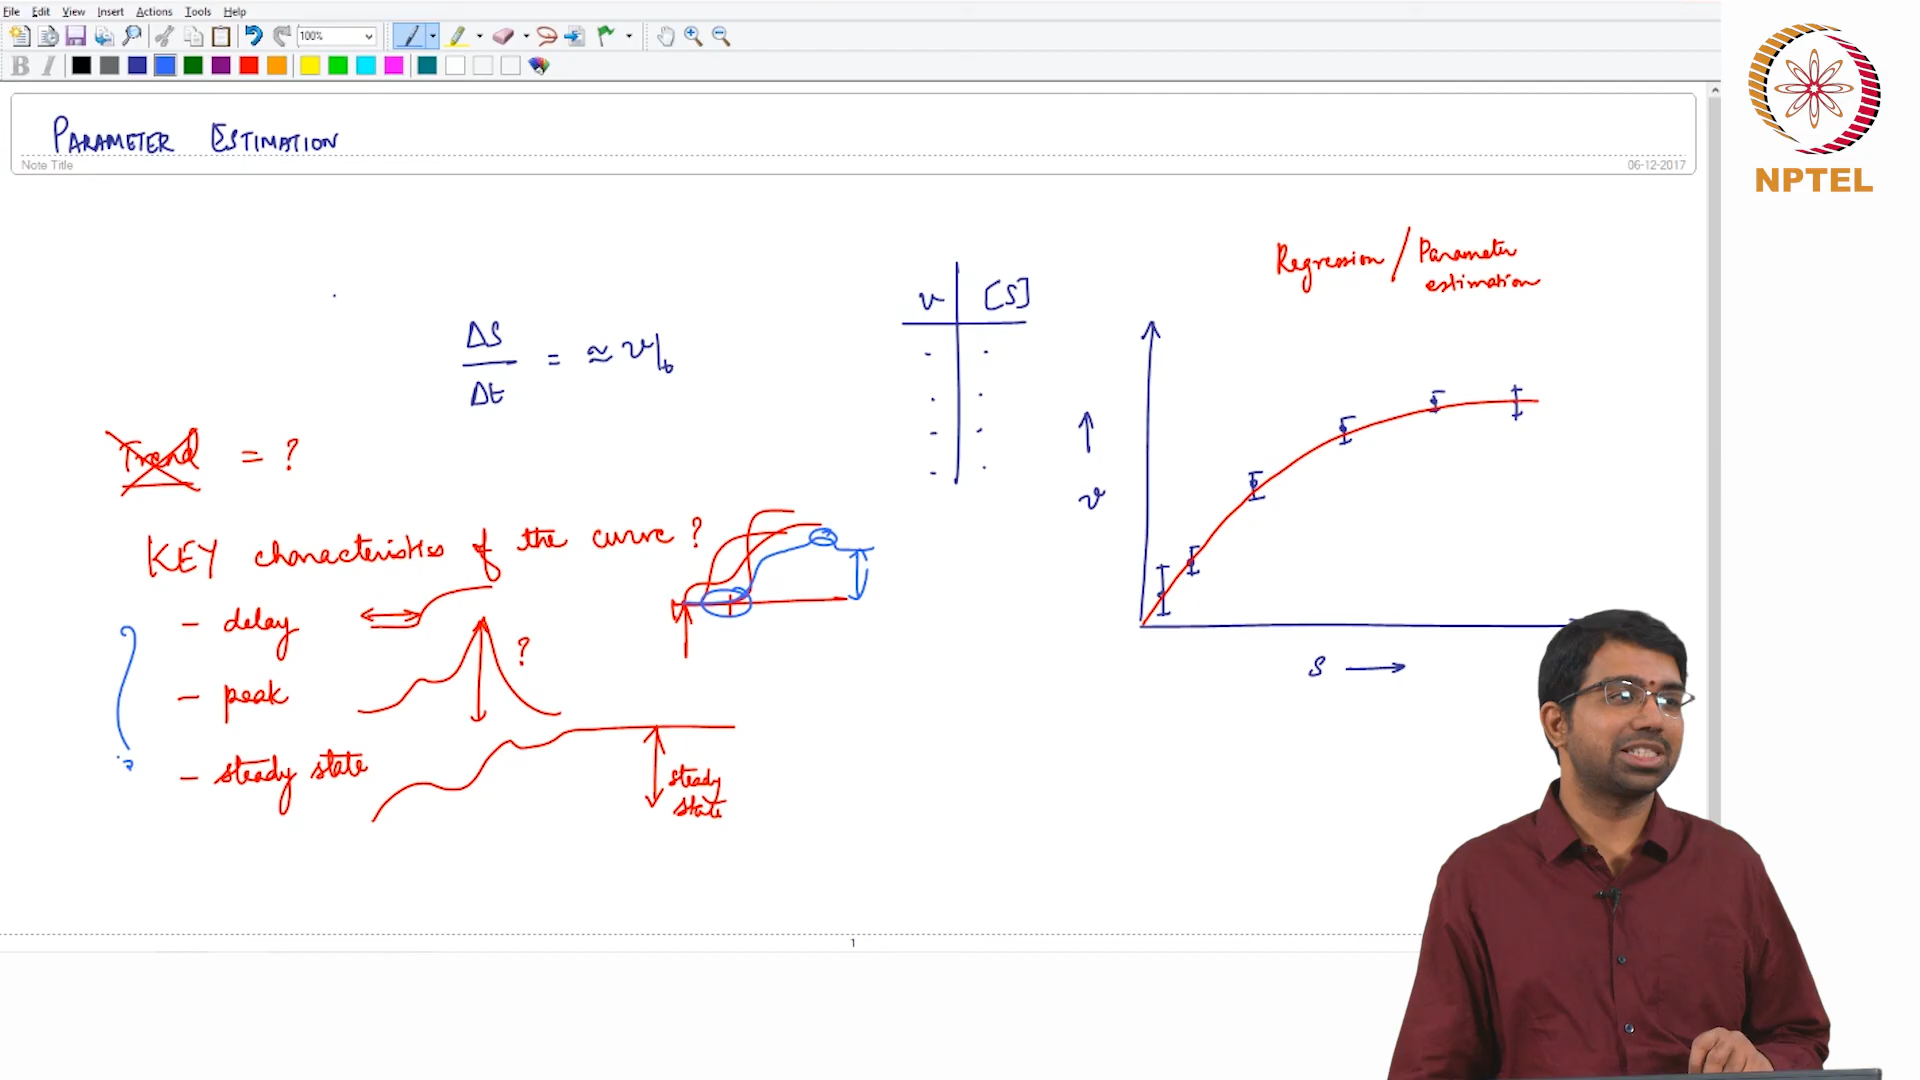 File Edit View Insert Actions Tools Help
100%
B I
PARAMETER ESTIMATION
Note Title
06-12-2017
NPTEL
Regression / Parameter
estimation
v [S]
ΔS
Δt
= ≈ v|₀
Trend = ?
KEY characteristics of the curve ?
- delay
?
- peak
- steady state
steady
state
v
S
1